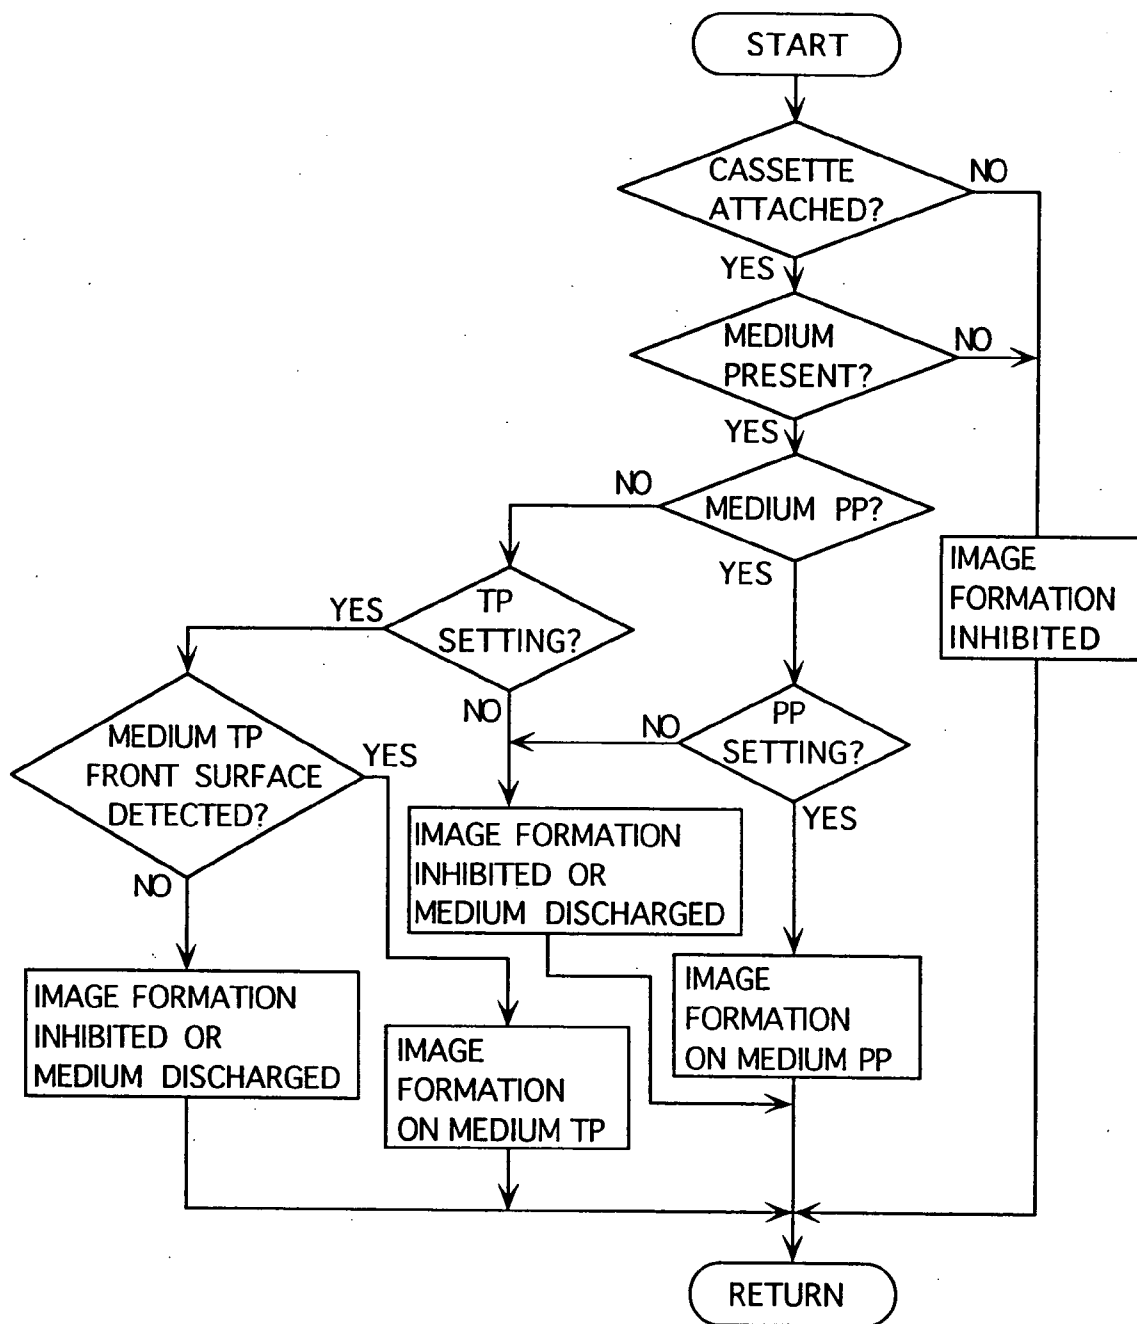 START
CASSETTE
ATTACHED?
NO
YES
MEDIUM
PRESENT?
NO
YES
MEDIUM PP?
NO
YES
IMAGE
FORMATION
INHIBITED
TP
SETTING?
YES
NO
PP
SETTING?
NO
YES
MEDIUM TP
FRONT SURFACE
DETECTED?
YES
NO
IMAGE FORMATION
INHIBITED OR
MEDIUM DISCHARGED
IMAGE FORMATION
INHIBITED OR
MEDIUM DISCHARGED
IMAGE
FORMATION
ON MEDIUM TP
IMAGE
FORMATION
ON MEDIUM PP
RETURN